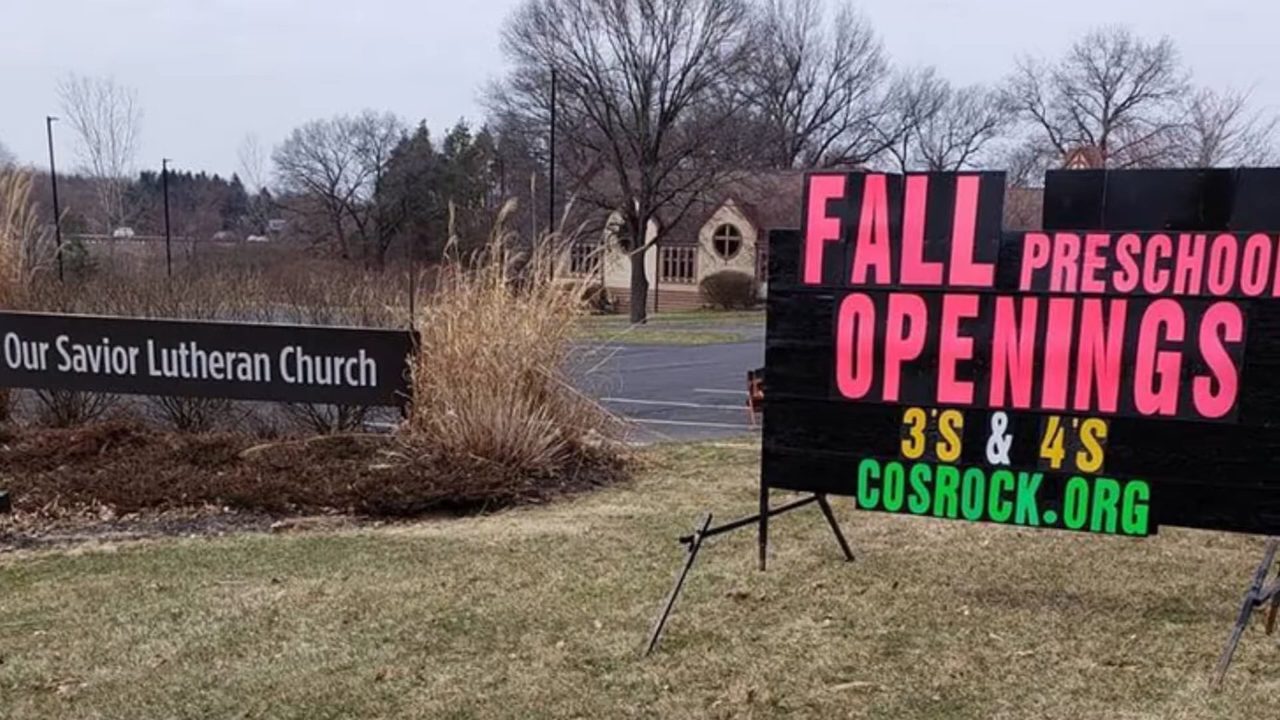 Our Savior Lutheran Church
FALL PRESCHOOL
OPENINGS
3'S & 4'S
COSROCK.ORG